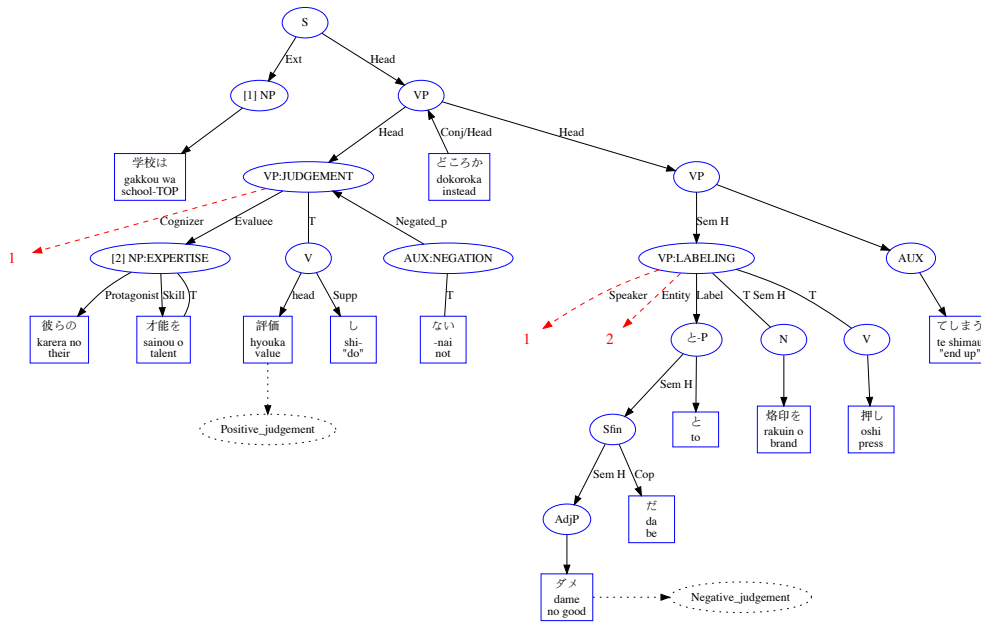 S
Ext
Head
[1] NP
VP
Head
Conj/Head
Head
学校は
gakkou wa
school-TOP
VP:JUDGEMENT
どころか
dokoroka
instead
VP
Cognizer
Evaluee
T
Negated_p
Sem H
1
[2] NP:EXPERTISE
V
AUX:NEGATION
VP:LABELING
AUX
Protagonist
Skill
T
head
Supp
T
Speaker
Entity
Label
T Sem H
T
彼らの
karera no
their
才能を
sainou o
talent
評価
hyouka
value
し
shi-
"do"
ない
-nai
not
1
2
と-P
N
V
てしまう
te shimau
"end up"
Sem H
Positive_judgement
Sfin
と
to
烙印を
rakuin o
brand
押し
oshi
press
Sem H
Cop
AdjP
だ
da
be
ダメ
dame
no good
Negative_judgement